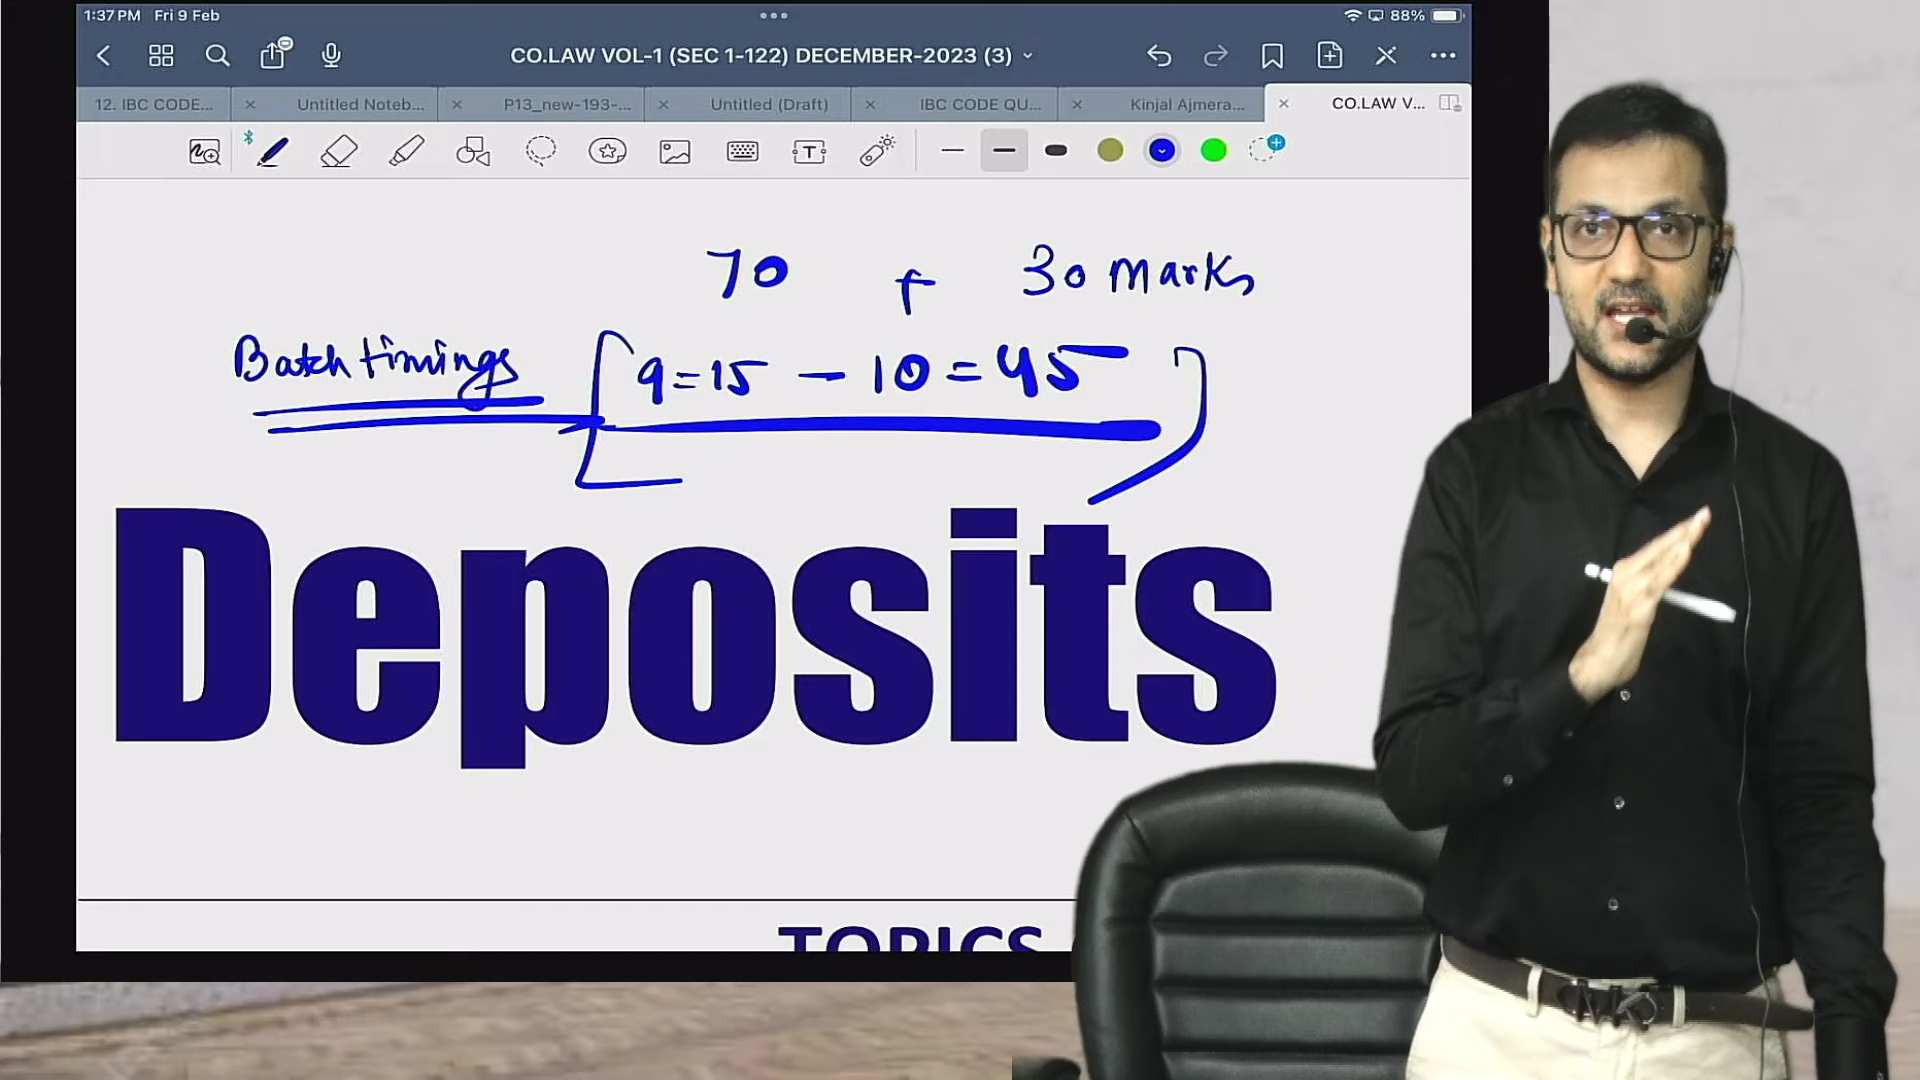 1:37 PM Fri 9 Feb 88%
CO.LAW VOL-1 (SEC 1-122) DECEMBER-2023 (3)
12. IBC CODE... Untitled Noteb... P13_new-193-... Untitled (Draft) IBC CODE QU... Kinjal Ajmera... CO.LAW V...
70 + 30 marks
Batch timings [9=15 - 10=45]
Deposits
TOPICS